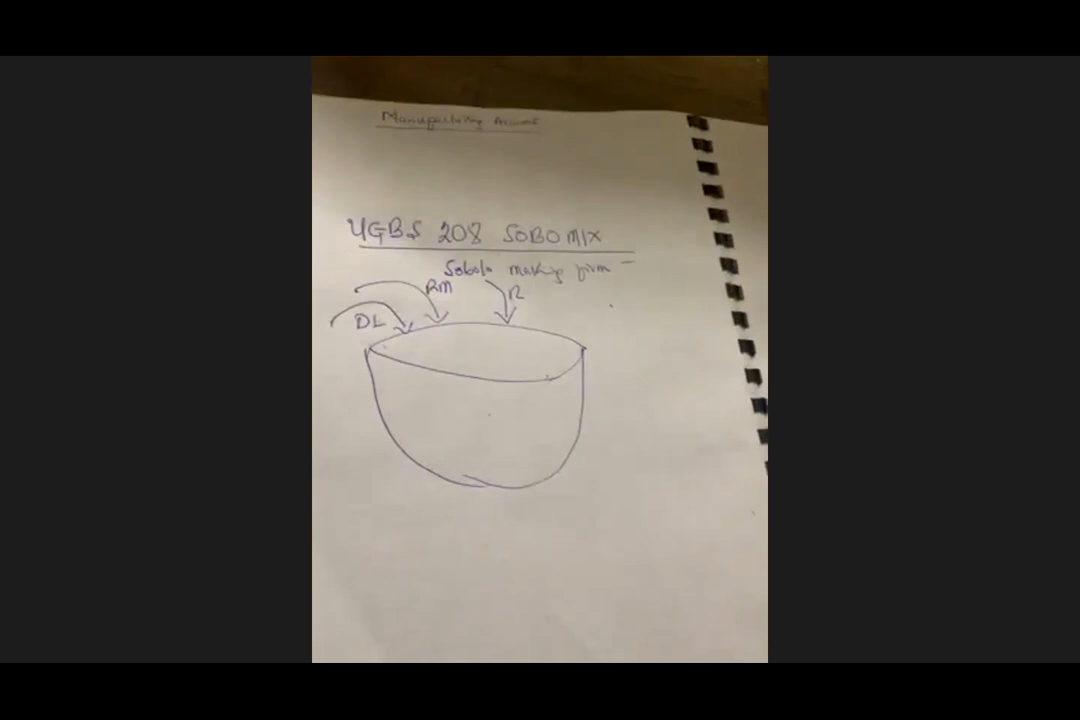 Manufacturing Account
UGBS 208 SOBOMIX
Sobolo making firm
RM
R
DL